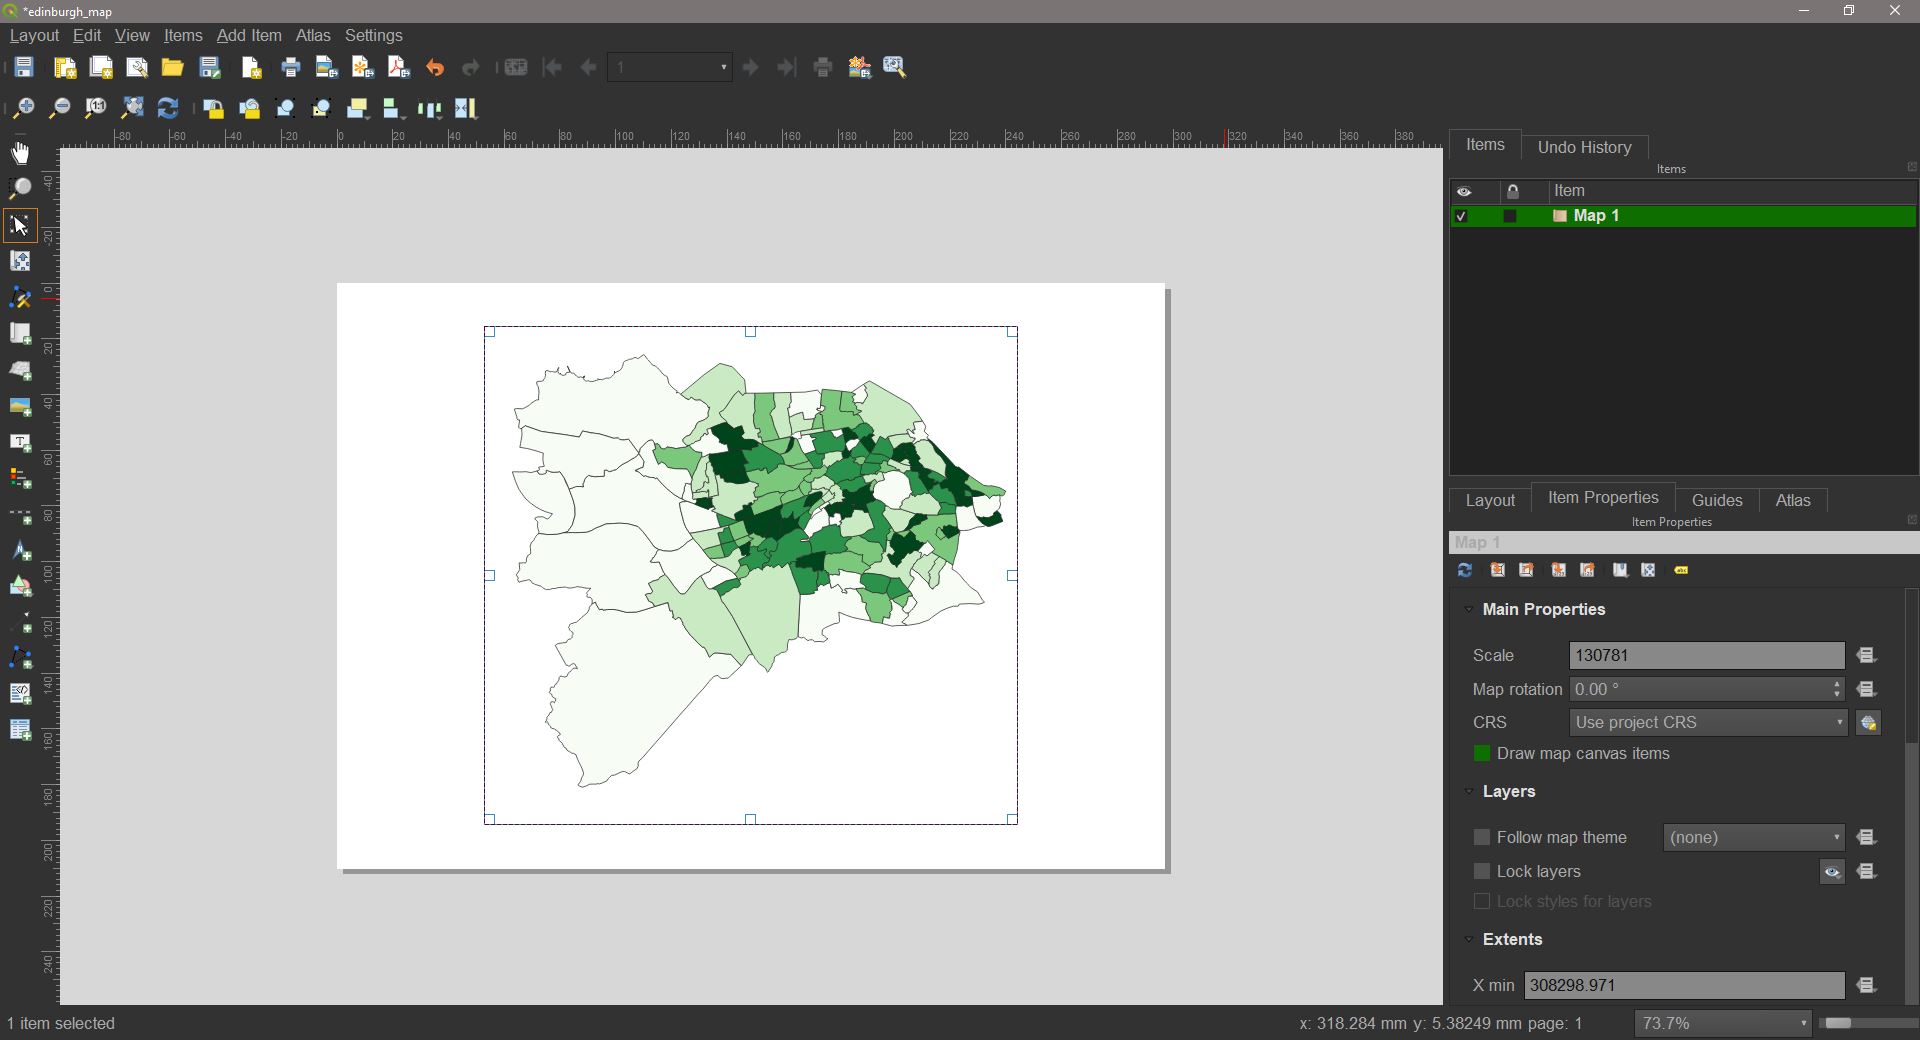 *edinburgh_map
Layout Edit View Items Add Item Atlas Settings
1
-80 -60 -40 -20 0 20 40 60 80 100 120 140 160 180 200 220 240 260 280 300 320 340 360 380
-40
-20
0
20
40
60
80
100
120
140
160
180
200
220
240
Items Undo History
Items
Item
Map 1
Layout Item Properties Guides Atlas
Item Properties
Map 1
Main Properties
Scale 130781
Map rotation 0.00 °
CRS Use project CRS
Draw map canvas items
Layers
Follow map theme (none)
Lock layers
Lock styles for layers
Extents
X min 308298.971
1 item selected
x: 318.284 mm y: 5.38249 mm page: 1
73.7%